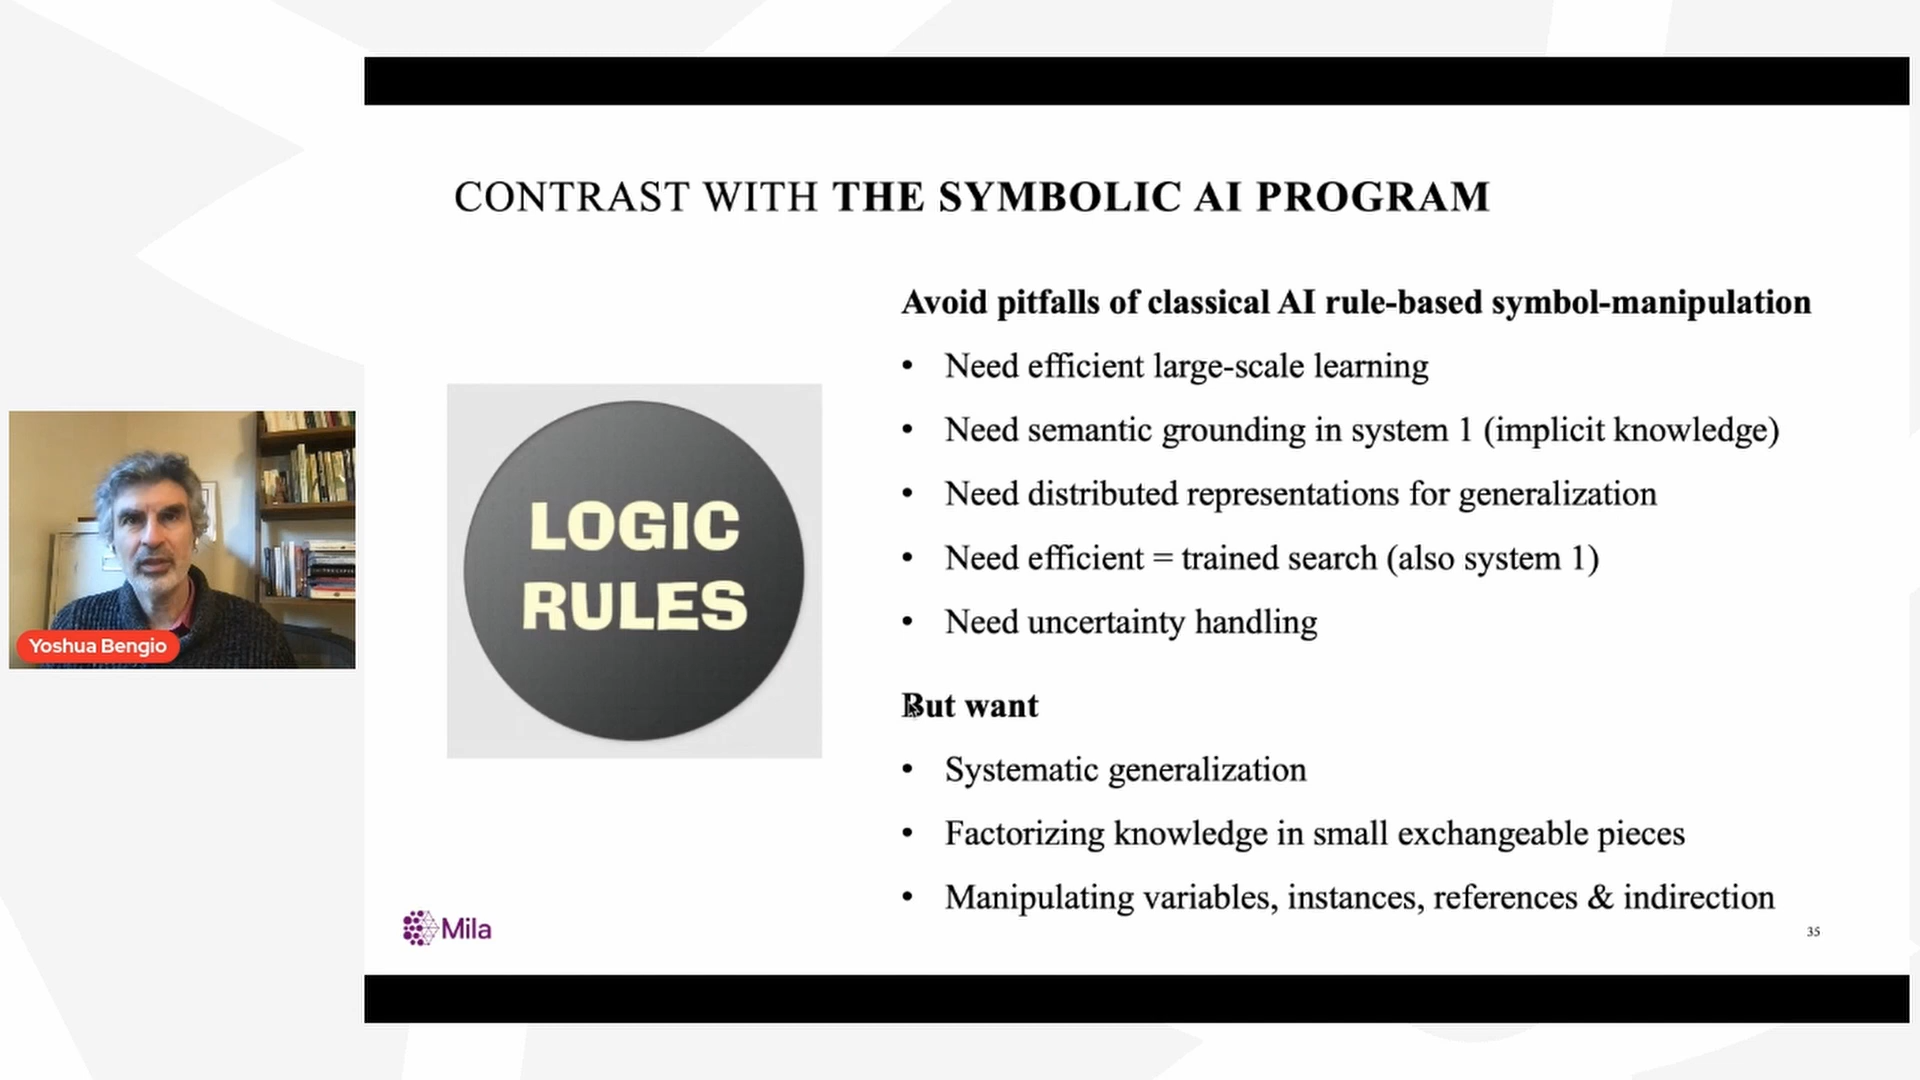 CONTRAST WITH THE SYMBOLIC AI PROGRAM
Avoid pitfalls of classical AI rule-based symbol-manipulation
• Need efficient large-scale learning
• Need semantic grounding in system 1 (implicit knowledge)
• Need distributed representations for generalization
• Need efficient = trained search (also system 1)
• Need uncertainty handling
LOGIC
RULES
But want
• Systematic generalization
• Factorizing knowledge in small exchangeable pieces
• Manipulating variables, instances, references & indirection
Yoshua Bengio
Mila
35